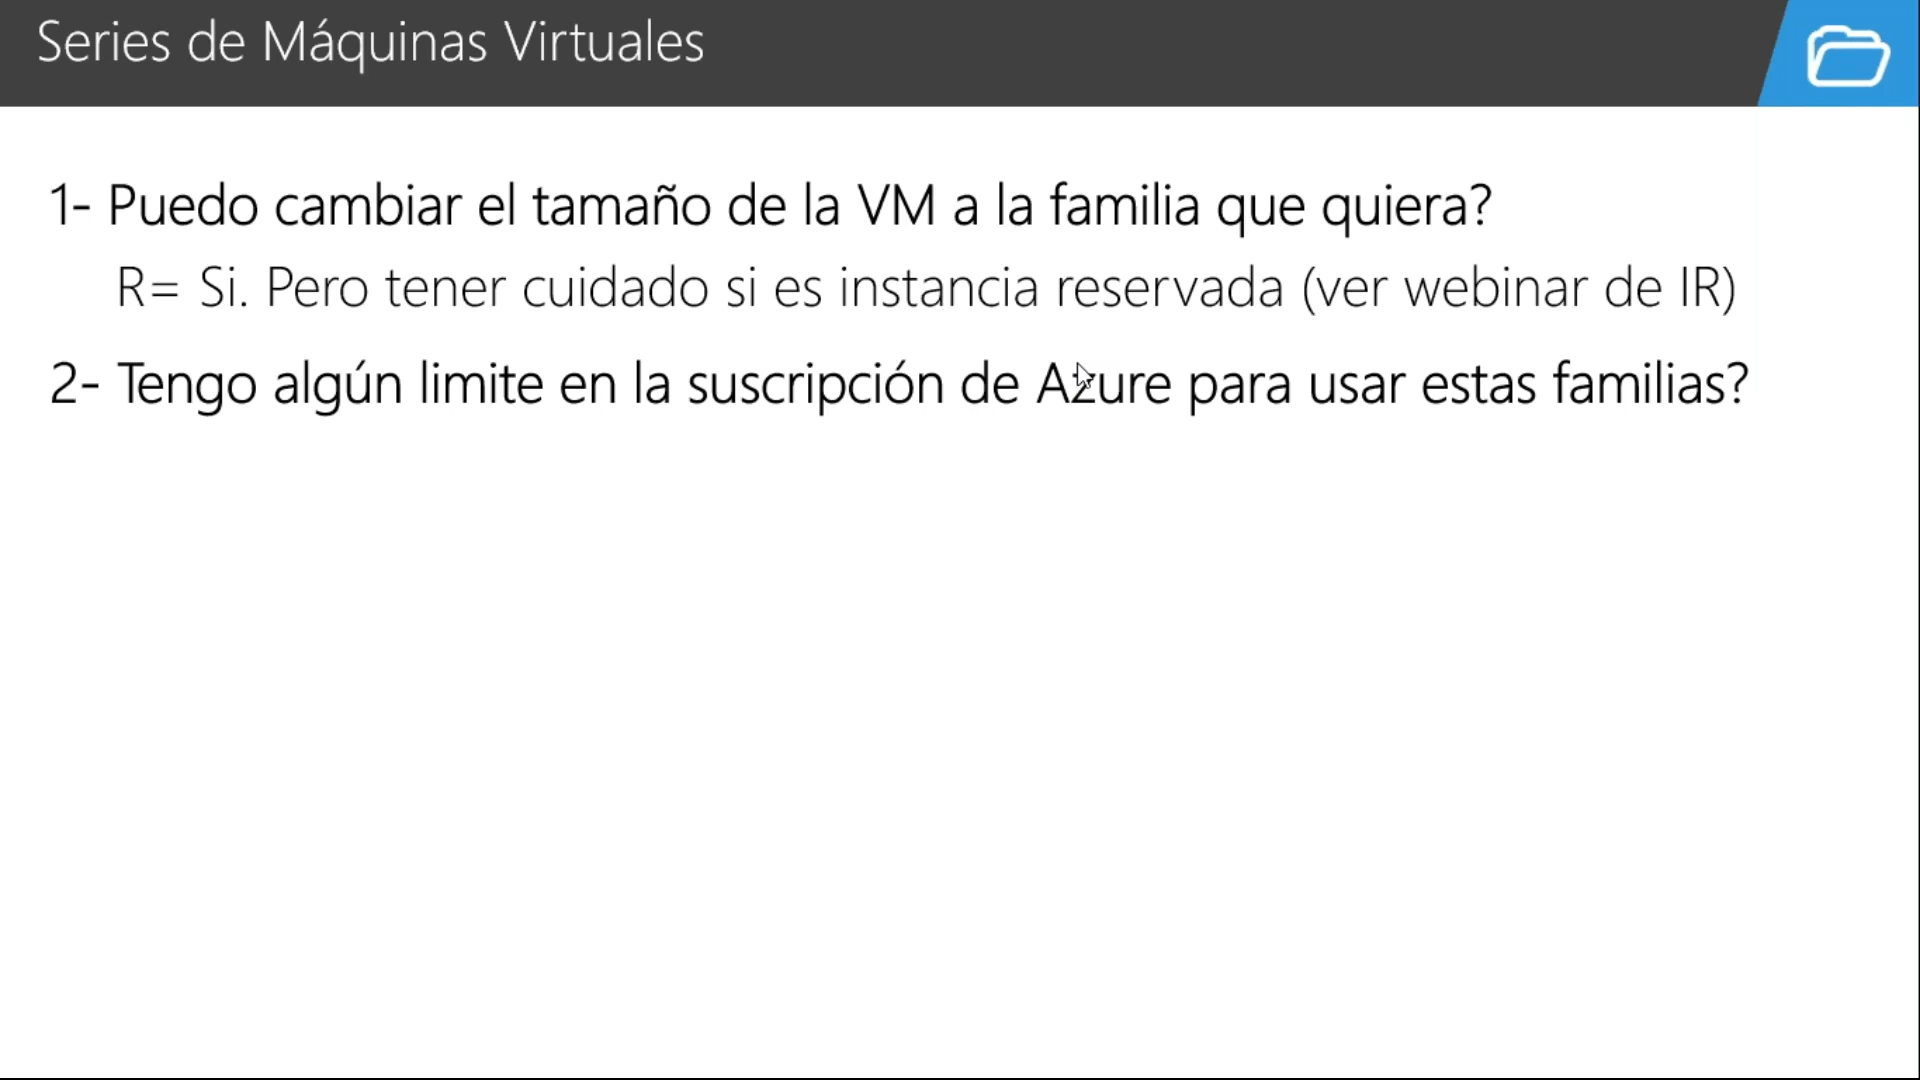 Series de Máquinas Virtuales
1- Puedo cambiar el tamaño de la VM a la familia que quiera?
R= Si. Pero tener cuidado si es instancia reservada (ver webinar de IR)
2- Tengo algún limite en la suscripción de Azure para usar estas familias?